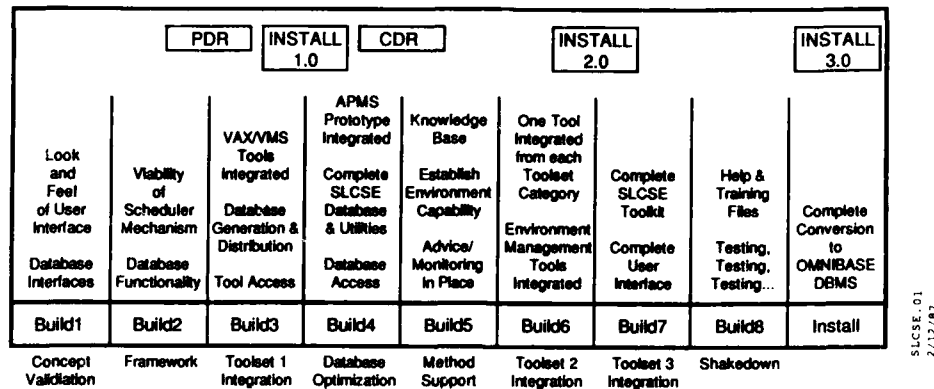 PDR
INSTALL
1.0
CDR
INSTALL
2.0
INSTALL
3.0
Look
and
Feel
of User
Interface
Database
Interfaces
Viability
of
Scheduler
Mechanism
Database
Functionality
VAX/VMS
Tools
Integrated
Database
Generation &
Distribution
Tool Access
APMS
Prototype
Integrated
Complete
SLCSE
Database
& Utilities
Database
Access
Knowledge
Base
Establish
Environment
Capability
Advice/
Monitoring
In Place
One Tool
Integrated
from each
Toolset
Category
Environment
Management
Tools
Integrated
Complete
SLCSE
Toolkit
Complete
User
Interface
Help &
Training
Files
Testing,
Testing,
Testing...
Complete
Conversion
to
OMNIBASE
DBMS
Build1
Build2
Build3
Build4
Build5
Build6
Build7
Build8
Install
Concept
Validiation
Framework
Toolset 1
Integration
Database
Optimization
Method
Support
Toolset 2
Integration
Toolset 3
Integration
Shakedown
SLCSE.01
2/12/87